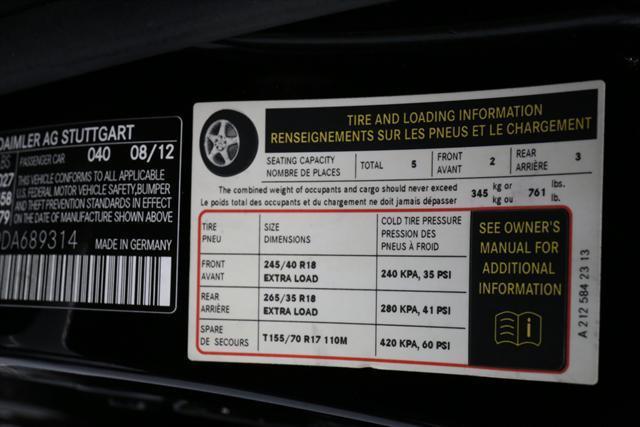 DAIMLER AG STUTTGART
PASSENGER CAR 040 08/12
THIS VEHICLE CONFORMS TO ALL APPLICABLE
U.S. FEDERAL MOTOR VEHICLE SAFETY, BUMPER
AND THEFT PREVENTION STANDARDS IN EFFECT
ON THE DATE OF MANUFACTURE SHOWN ABOVE
DA689314
MADE IN GERMANY
TIRE AND LOADING INFORMATION
RENSEIGNEMENTS SUR LES PNEUS ET LE CHARGEMENT
SEATING CAPACITY
NOMBRE DE PLACES
TOTAL 5
FRONT
AVANT
2
REAR
ARRIÈRE
3
The combined weight of occupants and cargo should never exceed
Le poids total des occupants et du chargement ne doit jamais dépasser
345 kg or
kg ou
761 lbs.
lb.
TIRE
PNEU
SIZE
DIMENSIONS
COLD TIRE PRESSURE
PRESSION DES
PNEUS À FROID
FRONT
AVANT
245/40 R18
EXTRA LOAD
240 KPA, 35 PSI
REAR
ARRIÈRE
265/35 R18
EXTRA LOAD
280 KPA, 41 PSI
SPARE
DE SECOURS
T155/70 R17 110M
420 KPA, 60 PSI
SEE OWNER'S
MANUAL FOR
ADDITIONAL
INFORMATION
A 212 584 23 13